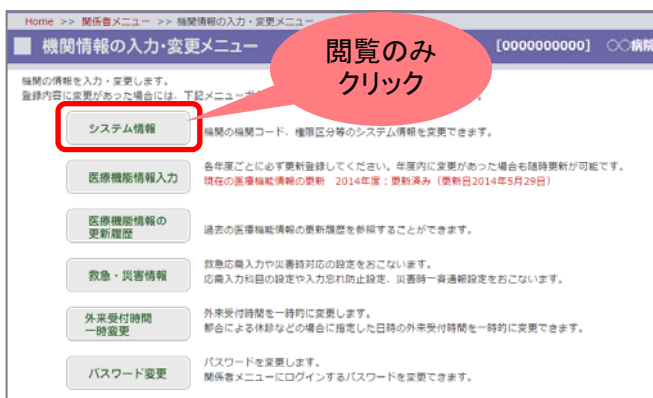 Home >> 関係者メニュー >> 機関情報の入力・変更メニュー
機関情報の入力・変更メニュー
[0000000000] 〇〇病院
閲覧のみ
クリック
機関の情報を入力・変更します。
登録内容に変更があった場合には、下記メニュー
システム情報
機関の機関コード、権限区分等のシステム情報を変更できます。
医療機能情報入力
各年度ごとに必ず更新登録してください。年度内に変更があった場合も随時更新が可能です。
現在の医療機能情報の更新 2014年度：更新済み（更新日2014年5月29日）
医療機能情報の
更新履歴
過去の医療機能情報の更新履歴を参照することができます。
救急・災害情報
救急応需入力や災害時対応の設定をおこないます。
応需入力科目の設定や入力忘れ防止設定、災害時一斉通報設定をおこないます。
外来受付時間
一時変更
外来受付時間を一時的に変更します。
都合による休診などの場合に指定した日時の外来受付時間を一時的に変更できます。
パスワード変更
パスワードを変更します。
関係者メニューにログインするパスワードを変更できます。